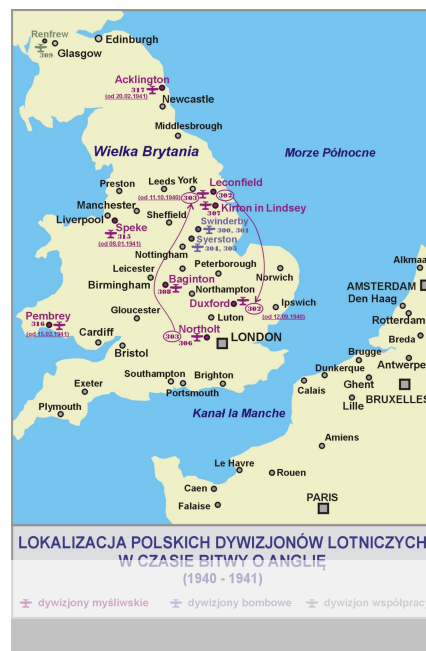 Renfrew
309
Edinburgh
Glasgow
Acklington
317
(od 20.02.1941)
Newcastle
Middlesbrough
Wielka Brytania
Morze Północne
Preston
Leeds
York
Leconfield
(od 11.10.1940)
303
302
Manchester
307
Kirton in Lindsey
Liverpool
Speke
315
(od 08.01.1941)
Sheffield
Swinderby
300, 301
Syerston
304, 305
Nottingham
Leicester
Peterborough
Norwich
Birmingham
Baginton
308
Northampton
Duxford
302
(od 12.09.1940)
Ipswich
Pembrey
316
(od 15.02.1941)
Gloucester
Luton
Cardiff
Bristol
303
Northolt
306
LONDON
Alkmaa
AMSTERDAM
Den Haag
Rotterdam
Breda
Brugge
Dunkerque
Antwerpe
Calais
Ghent
Lille
BRUXELLES
Southampton
Brighton
Portsmouth
Exeter
Plymouth
Kanał la Manche
Amiens
Le Havre
Rouen
Caen
Falaise
PARIS
LOKALIZACJA POLSKICH DYWIZJONÓW LOTNICZYCH
W CZASIE BITWY O ANGLIĘ
(1940 - 1941)
dywizjony myśliwskie
dywizjony bombowe
dywizjon współprac